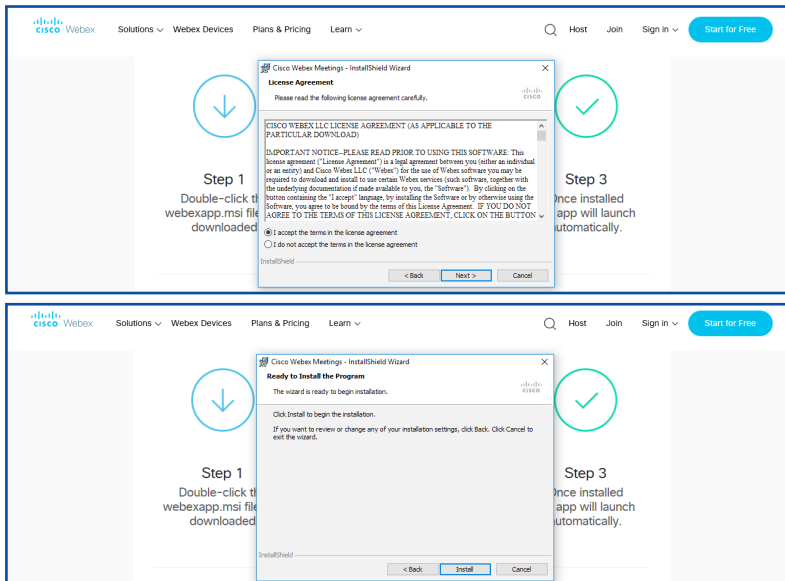 CISCO Webex Solutions Webex Devices Plans & Pricing Learn Host Join Sign in Start for Free
Cisco Webex Meetings - InstallShield Wizard
License Agreement
Please read the following license agreement carefully.
CISCO
CISCO WEBEX LLC LICENSE AGREEMENT (AS APPLICABLE TO THE
PARTICULAR DOWNLOAD)
IMPORTANT NOTICE--PLEASE READ PRIOR TO USING THIS SOFTWARE: This
license agreement ("License Agreement") is a legal agreement between you (either an individual
or an entity) and Cisco Webex LLC ("Webex") for the use of Webex software you may be
required to download and install to use certain Webex services (such software, together with
the underlying documentation if made available to you, the "Software"). By clicking on the
button containing the "I accept" language, by installing the Software or by otherwise using the
Software, you agree to be bound by the terms of this License Agreement. IF YOU DO NOT
AGREE TO THE TERMS OF THIS LICENSE AGREEMENT, CLICK ON THE BUTTON
I accept the terms in the license agreement
I do not accept the terms in the license agreement
InstallShield
< Back Next > Cancel
Step 1
Double-click
webexapp.msi
downloaded
Step 3
Once installed
app will launch
automatically.
CISCO Webex Solutions Webex Devices Plans & Pricing Learn Host Join Sign in Start for Free
Cisco Webex Meetings - InstallShield Wizard
Ready to Install the Program
The wizard is ready to begin installation.
CISCO
Click Install to begin the installation.
If you want to review or change any of your installation settings, click Back. Click Cancel to
exit the wizard.
InstallShield
< Back Install Cancel
Step 1
Double-click
webexapp.msi
downloaded
Step 3
Once installed
app will launch
automatically.